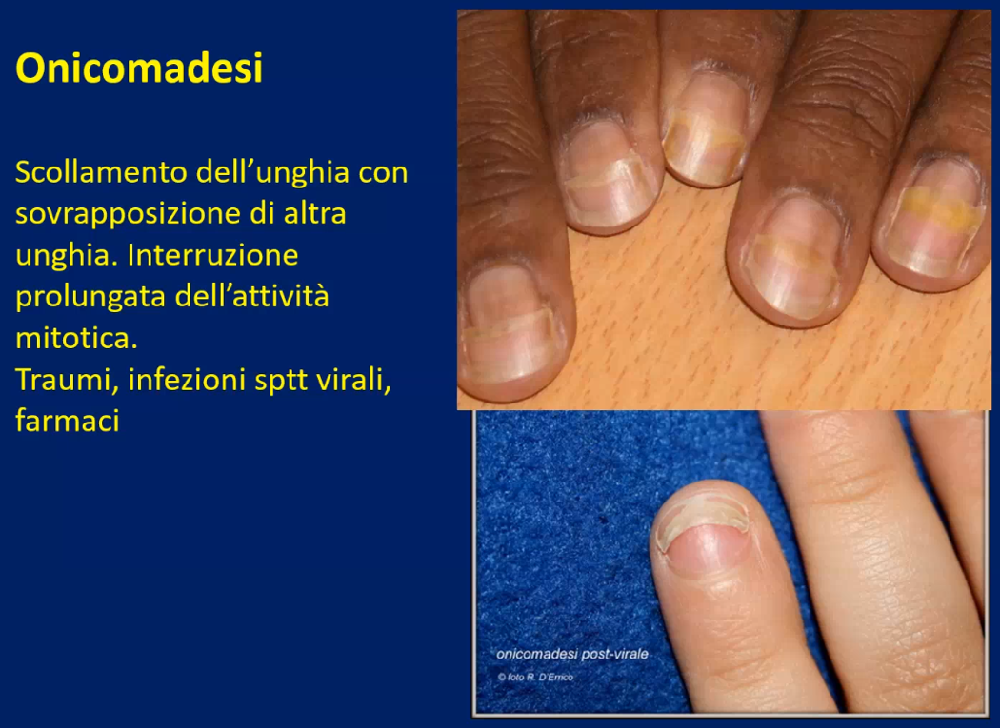 Onicomadesi
Scollamento dell’unghia con
sovrapposizione di altra
unghia. Interruzione
prolungata dell’attività
mitotica.
Traumi, infezioni sptt virali,
farmaci
onicomadesi post-virale
© foto R. D'Errico